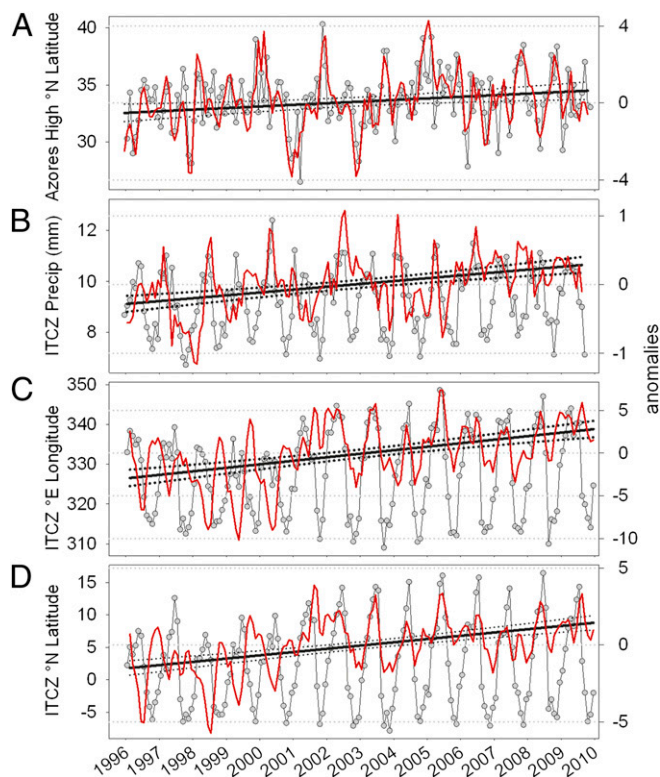 A
Azores High °N Latitude
40
35
30
4
0
-4
B
ITCZ Precip (mm)
12
10
8
1
0
-1
anomalies
C
ITCZ °E Longitude
350
340
330
320
310
5
0
-5
-10
D
ITCZ °N Latitude
15
10
5
0
-5
5
0
-5
1996 1997 1998 1999 2000 2001 2002 2003 2004 2005 2006 2007 2008 2009 2010